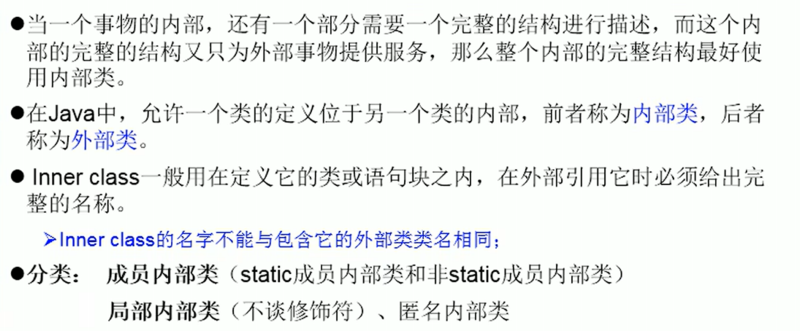 ●当一个事物的内部，还有一个部分需要一个完整的结构进行描述，而这个内
部的完整的结构又只为外部事物提供服务，那么整个内部的完整结构最好使
用内部类。
●在Java中，允许一个类的定义位于另一个类的内部，前者称为内部类，后者
称为外部类。
● Inner class一般用在定义它的类或语句块之内，在外部引用它时必须给出完
整的名称。
➢Inner class的名字不能与包含它的外部类类名相同；
●分类： 成员内部类（static成员内部类和非static成员内部类）
局部内部类（不谈修饰符）、匿名内部类